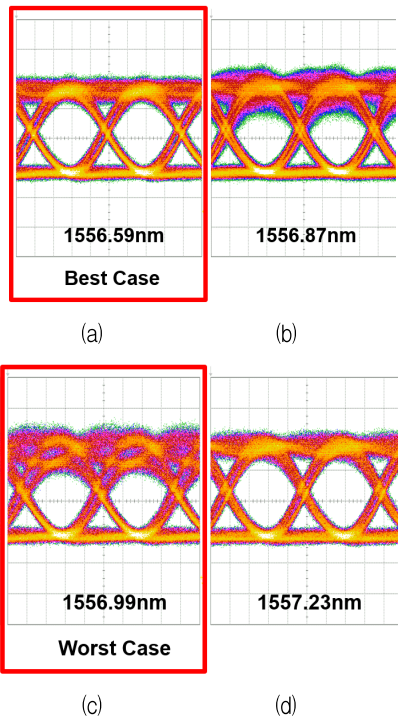 1556.59nm
1556.87nm
Best Case
(a)
(b)
1556.99nm
1557.23nm
Worst Case
(c)
(d)